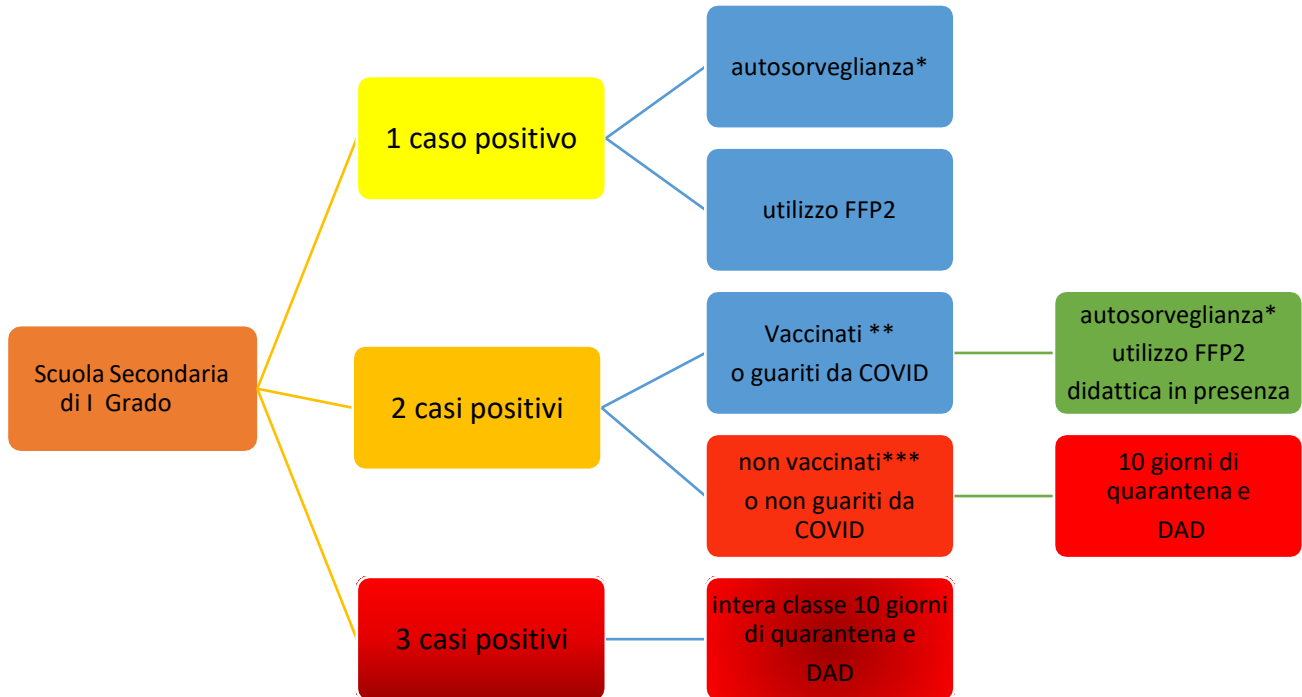 Scuola Secondaria
di I Grado
1 caso positivo
autosorveglianza*
utilizzo FFP2
2 casi positivi
Vaccinati **
o guariti da COVID
autosorveglianza*
utilizzo FFP2
didattica in presenza
non vaccinati***
o non guariti da
COVID
10 giorni di
quarantena e
DAD
3 casi positivi
intera classe 10 giorni
di quarantena e
DAD